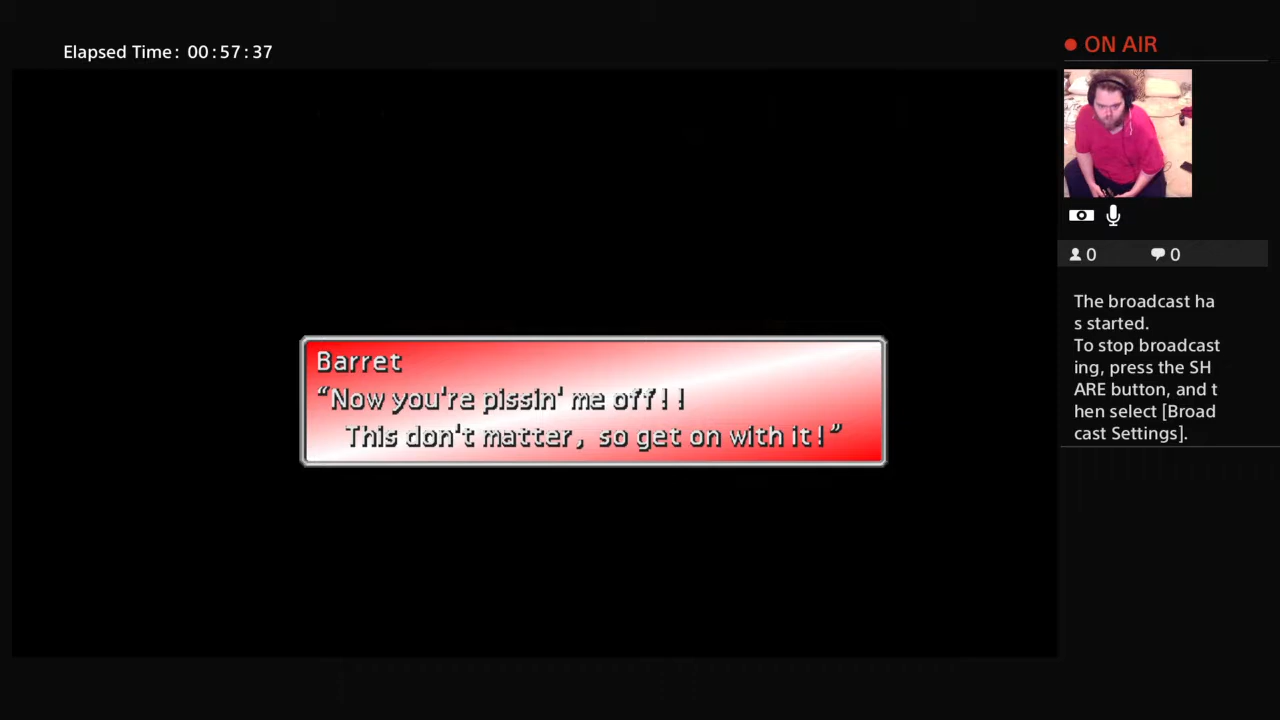 Elapsed Time: 00:57:37
ON AIR
0 0
The broadcast ha
s started.
To stop broadcast
ing, press the SH
ARE button, and t
hen select [Broad
cast Settings].
Barret
“Now you're pissin' me off!!
This don't matter, so get on with it!”